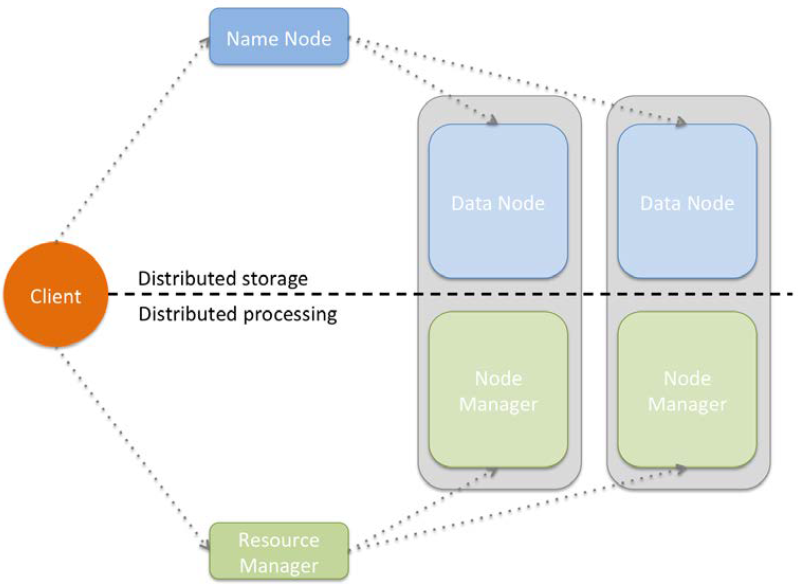 Name Node
Data Node
Data Node
Client
Distributed storage
Distributed processing
Node
Manager
Node
Manager
Resource
Manager